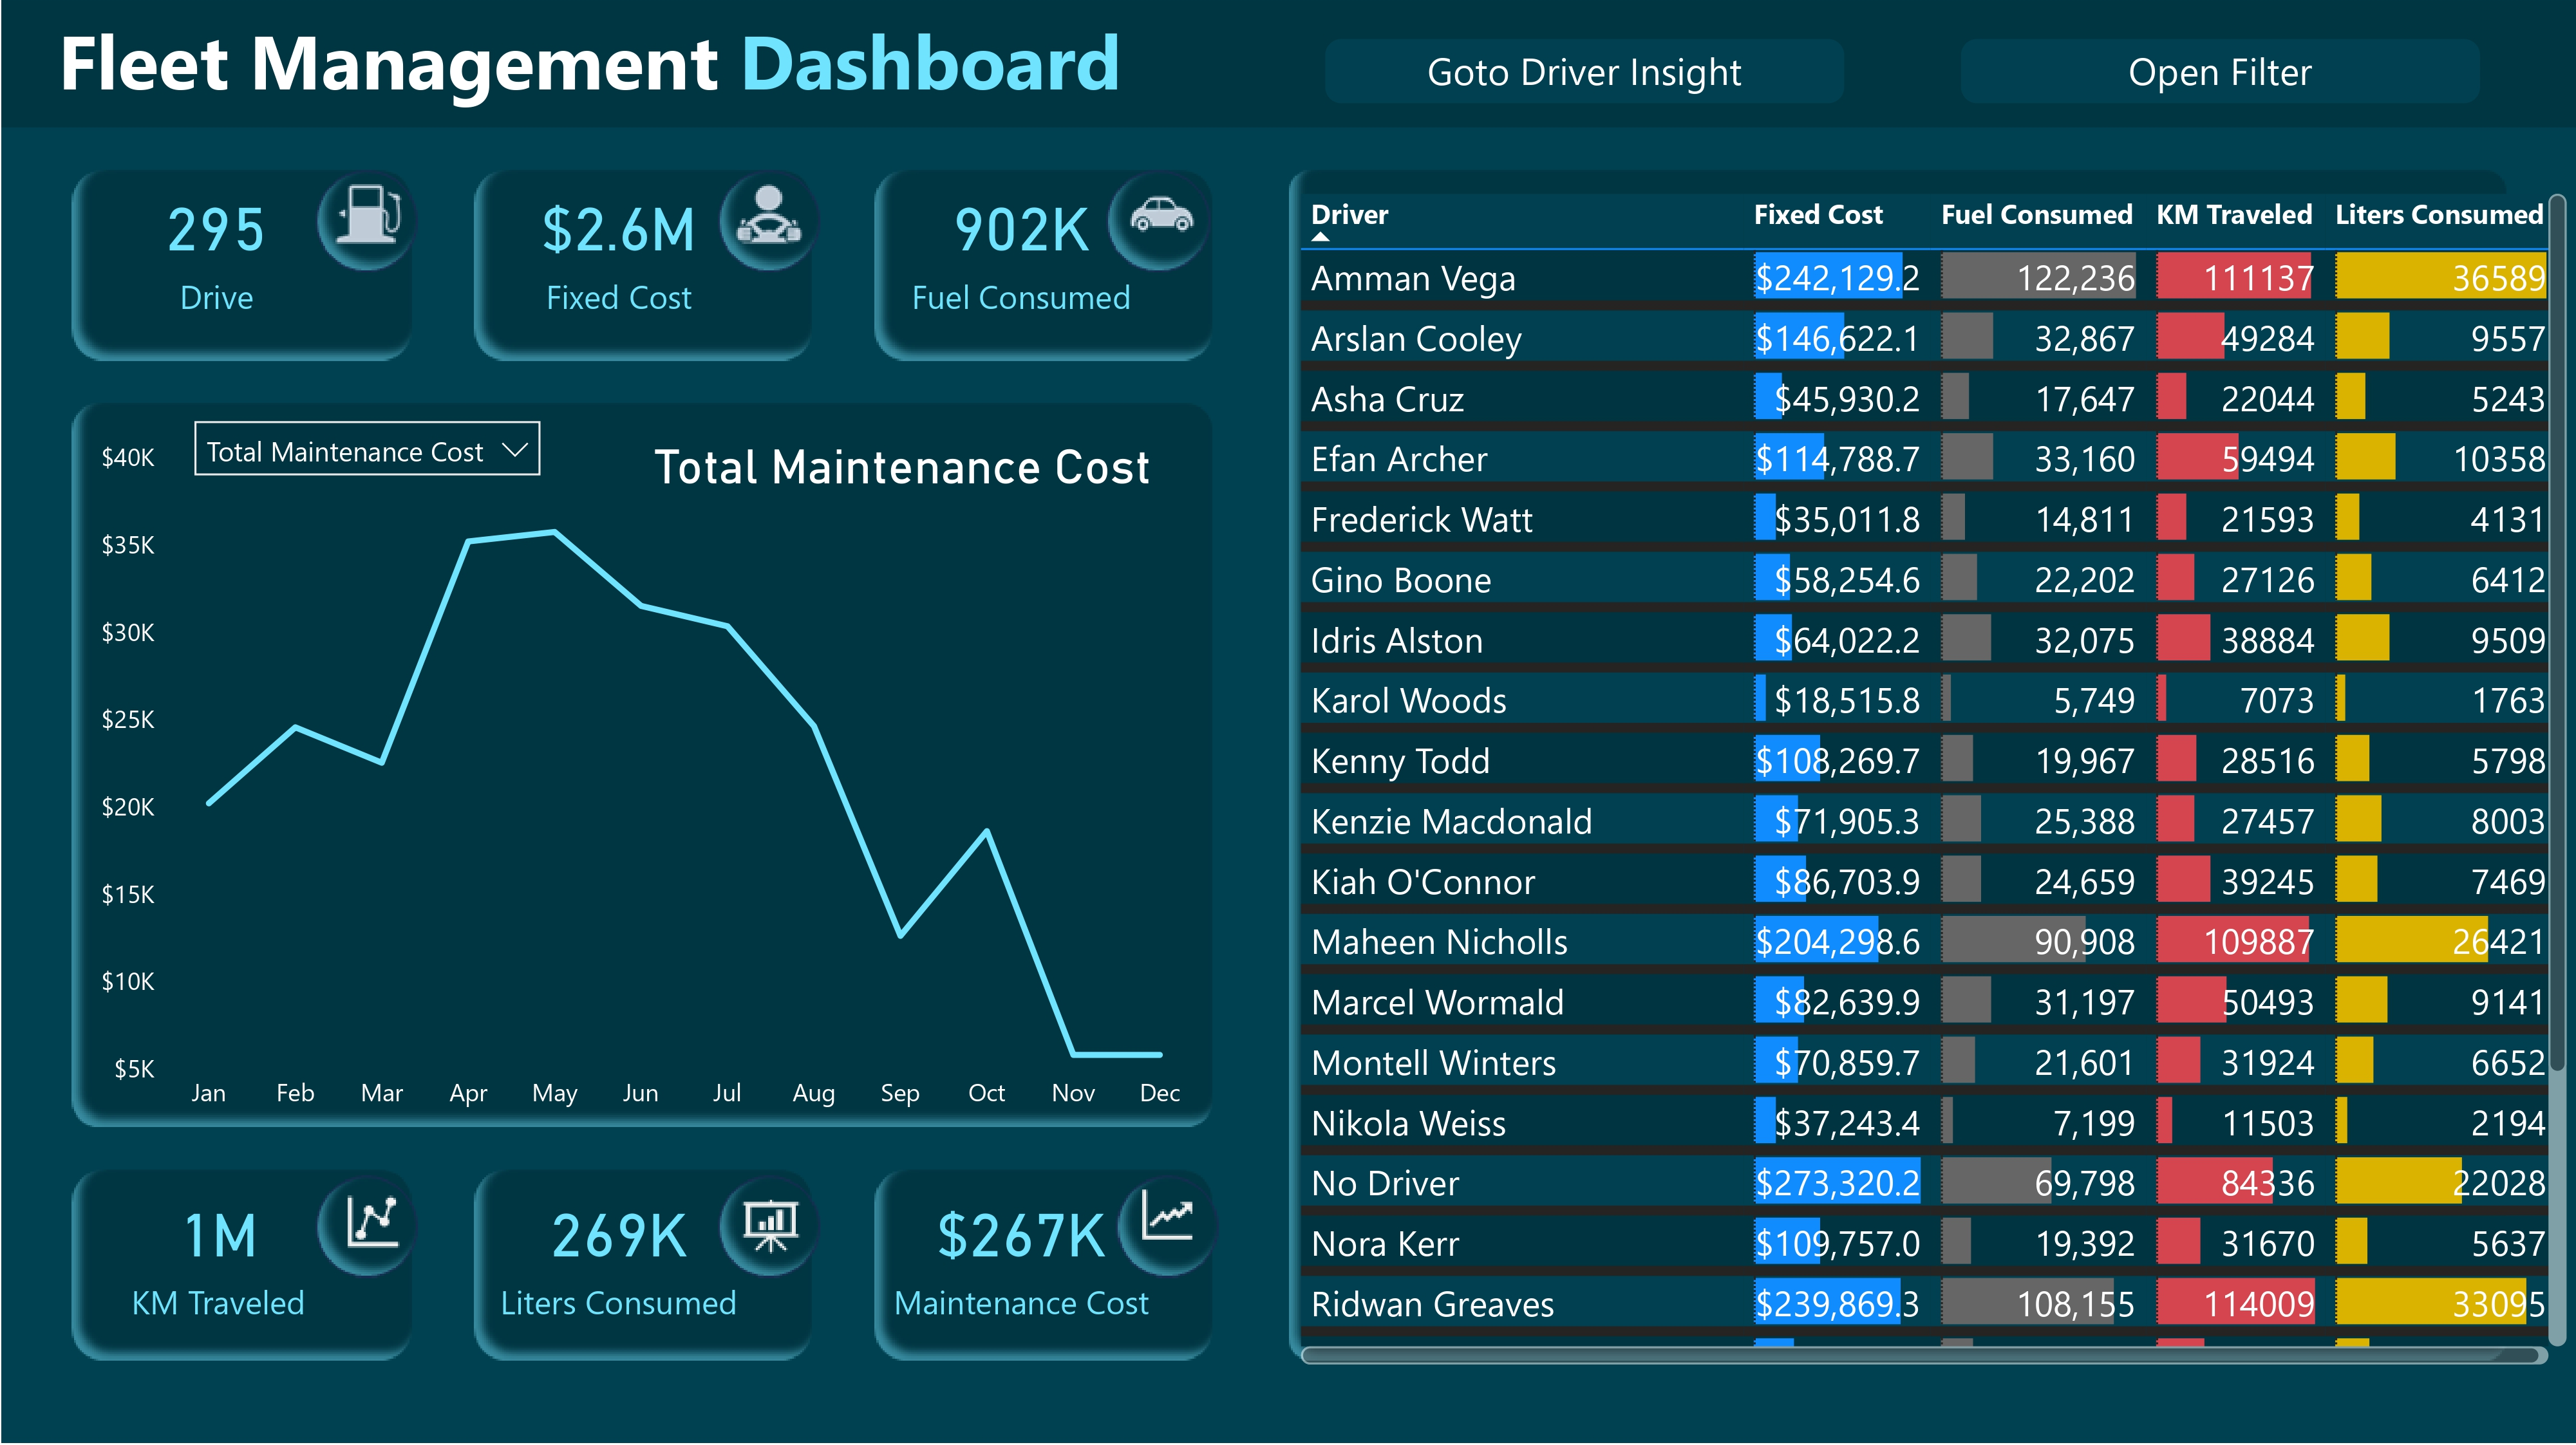 Fleet Management Dashboard
Goto Driver Insight
Open Filter
295
Drive
$2.6M
Fixed Cost
902K
Fuel Consumed
Total Maintenance Cost
Total Maintenance Cost
$40K
$35K
$30K
$25K
$20K
$15K
$10K
$5K
Jan Feb Mar Apr May Jun Jul Aug Sep Oct Nov Dec
1M
KM Traveled
269K
Liters Consumed
$267K
Maintenance Cost
Driver Fixed Cost Fuel Consumed KM Traveled Liters Consumed
Amman Vega $242,129.2 122,236 111137 36589
Arslan Cooley $146,622.1 32,867 49284 9557
Asha Cruz $45,930.2 17,647 22044 5243
Efan Archer $114,788.7 33,160 59494 10358
Frederick Watt $35,011.8 14,811 21593 4131
Gino Boone $58,254.6 22,202 27126 6412
Idris Alston $64,022.2 32,075 38884 9509
Karol Woods $18,515.8 5,749 7073 1763
Kenny Todd $108,269.7 19,967 28516 5798
Kenzie Macdonald $71,905.3 25,388 27457 8003
Kiah O'Connor $86,703.9 24,659 39245 7469
Maheen Nicholls $204,298.6 90,908 109887 26421
Marcel Wormald $82,639.9 31,197 50493 9141
Montell Winters $70,859.7 21,601 31924 6652
Nikola Weiss $37,243.4 7,199 11503 2194
No Driver $273,320.2 69,798 84336 22028
Nora Kerr $109,757.0 19,392 31670 5637
Ridwan Greaves $239,869.3 108,155 114009 33095